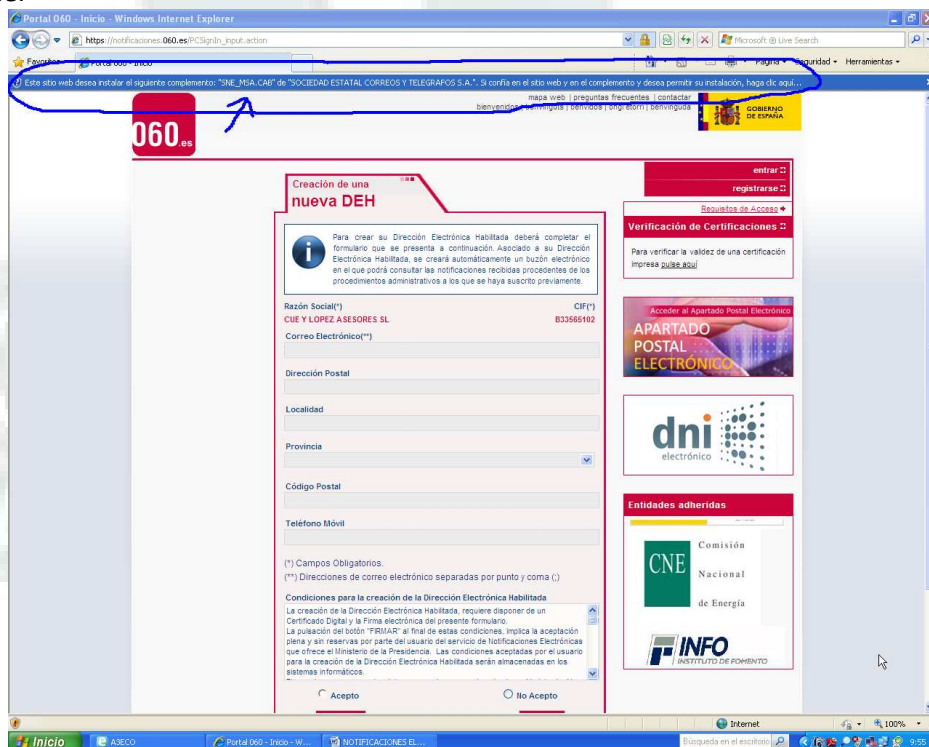 Portal 060 - Inicio - Windows Internet Explorer
https://notificaciones.060.es/PCSignIn_input.action
Microsoft ® Live Search
Favoritos
Portal 060 - Inicio
Página
Seguridad
Herramientas
Este sitio web desea instalar el siguiente complemento: "SNE_MSA.CAB" de "SOCIEDAD ESTATAL CORREOS Y TELEGRAFOS S.A.". Si confía en el sitio web y en el complemento y desea permitir su instalación, haga clic aquí...
mapa web | preguntas frecuentes | contactar
bienvenidos | benvinguts | benvidos | ongi etorri | benvinguda
GOBIERNO
DE ESPAÑA
060.es
entrar
registrarse
Requisitos de Acceso
Verificación de Certificaciones
Para verificar la validez de una certificación
impresa pulse aquí
Creación de una
nueva DEH
i
Para crear su Dirección Electrónica Habilitada deberá completar el
formulario que se presenta a continuación. Asociado a su Dirección
Electrónica Habilitada, se creará automáticamente un buzón electrónico
en el que podrá consultar las notificaciones recibidas procedentes de los
procedimientos administrativos a los que se haya suscrito previamente.
Razón Social(*)
CIF(*)
CUE Y LOPEZ ASESORES SL
B33565102
Correo Electrónico(**)
Dirección Postal
Localidad
Provincia
Código Postal
Teléfono Móvil
(*) Campos Obligatorios.
(**) Direcciones de correo electrónico separadas por punto y coma (;)
Condiciones para la creación de la Dirección Electrónica Habilitada
La creación de la Dirección Electrónica Habilitada, requiere disponer de un
Certificado Digital y la Firma electrónica del presente formulario.
La pulsación del botón "FIRMAR" al final de estas condiciones, implica la aceptación
plena y sin reservas por parte del usuario del servicio de Notificaciones Electrónicas
que ofrece el Ministerio de la Presidencia. Las condiciones aceptadas por el usuario
para la creación de la Dirección Electrónica Habilitada serán almacenadas en los
sistemas informáticos.
Acepto
No Acepto
Acceder al Apartado Postal Electrónico
APARTADO
POSTAL
ELECTRÓNICO
dni
electrónico
Entidades adheridas
CNE
Comisión
Nacional
de Energía
INFO
INSTITUTO DE FOMENTO
Internet
100%
Inicio
A3ECO
Portal 060 - Inicio - W...
NOTIFICACIONES EL...
Búsqueda en el escritorio
9:55